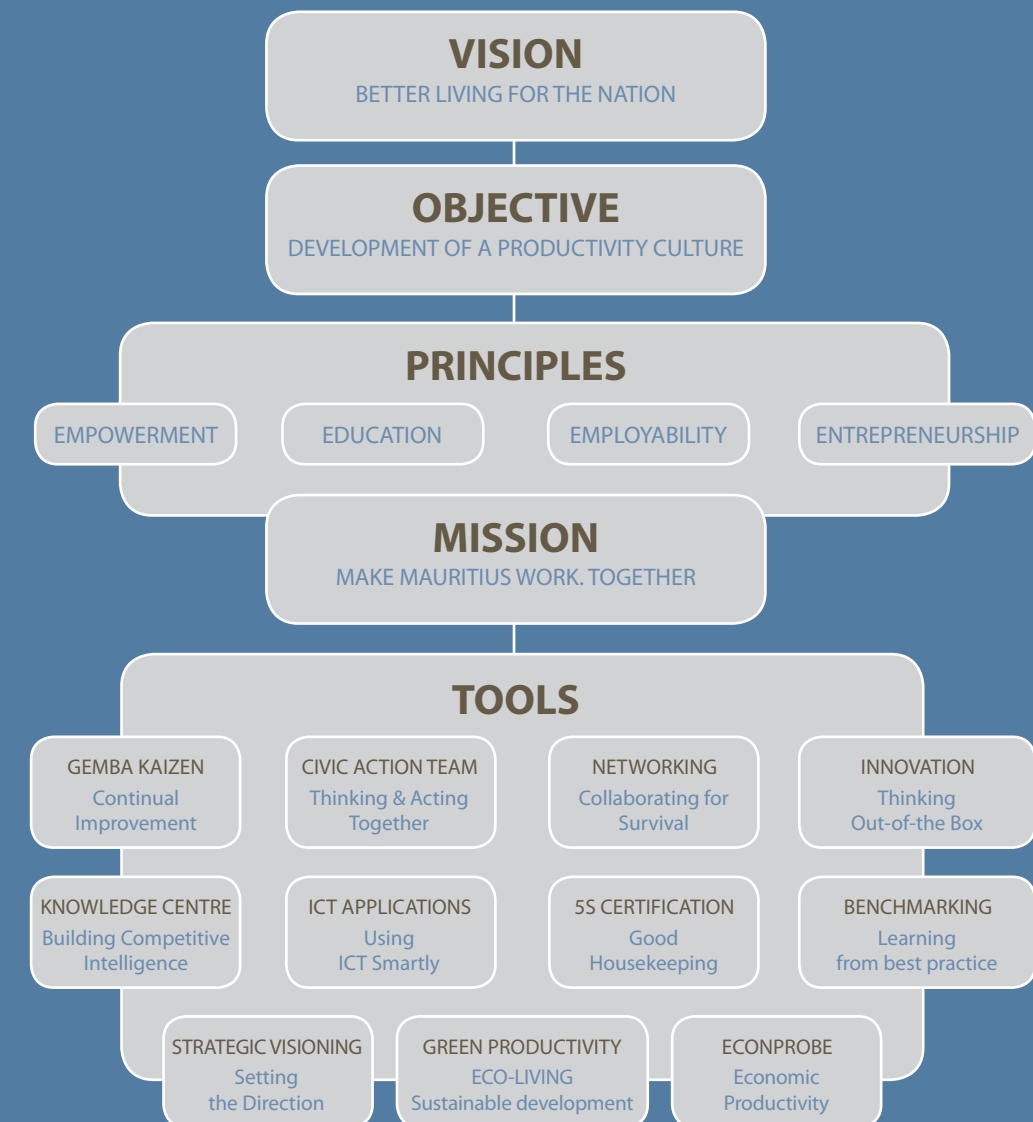 VISION
BETTER LIVING FOR THE NATION
OBJECTIVE
DEVELOPMENT OF A PRODUCTIVITY CULTURE
PRINCIPLES
EMPOWERMENT
EDUCATION
EMPLOYABILITY
ENTREPRENEURSHIP
MISSION
MAKE MAURITIUS WORK. TOGETHER
TOOLS
GEMBA KAIZEN
Continual
Improvement
CIVIC ACTION TEAM
Thinking & Acting
Together
NETWORKING
Collaborating for
Survival
INNOVATION
Thinking
Out-of-the Box
KNOWLEDGE CENTRE
Building Competitive
Intelligence
ICT APPLICATIONS
Using
ICT Smartly
5S CERTIFICATION
Good
Housekeeping
BENCHMARKING
Learning
from best practice
STRATEGIC VISIONING
Setting
the Direction
GREEN PRODUCTIVITY
ECO-LIVING
Sustainable development
ECONPROBE
Economic
Productivity